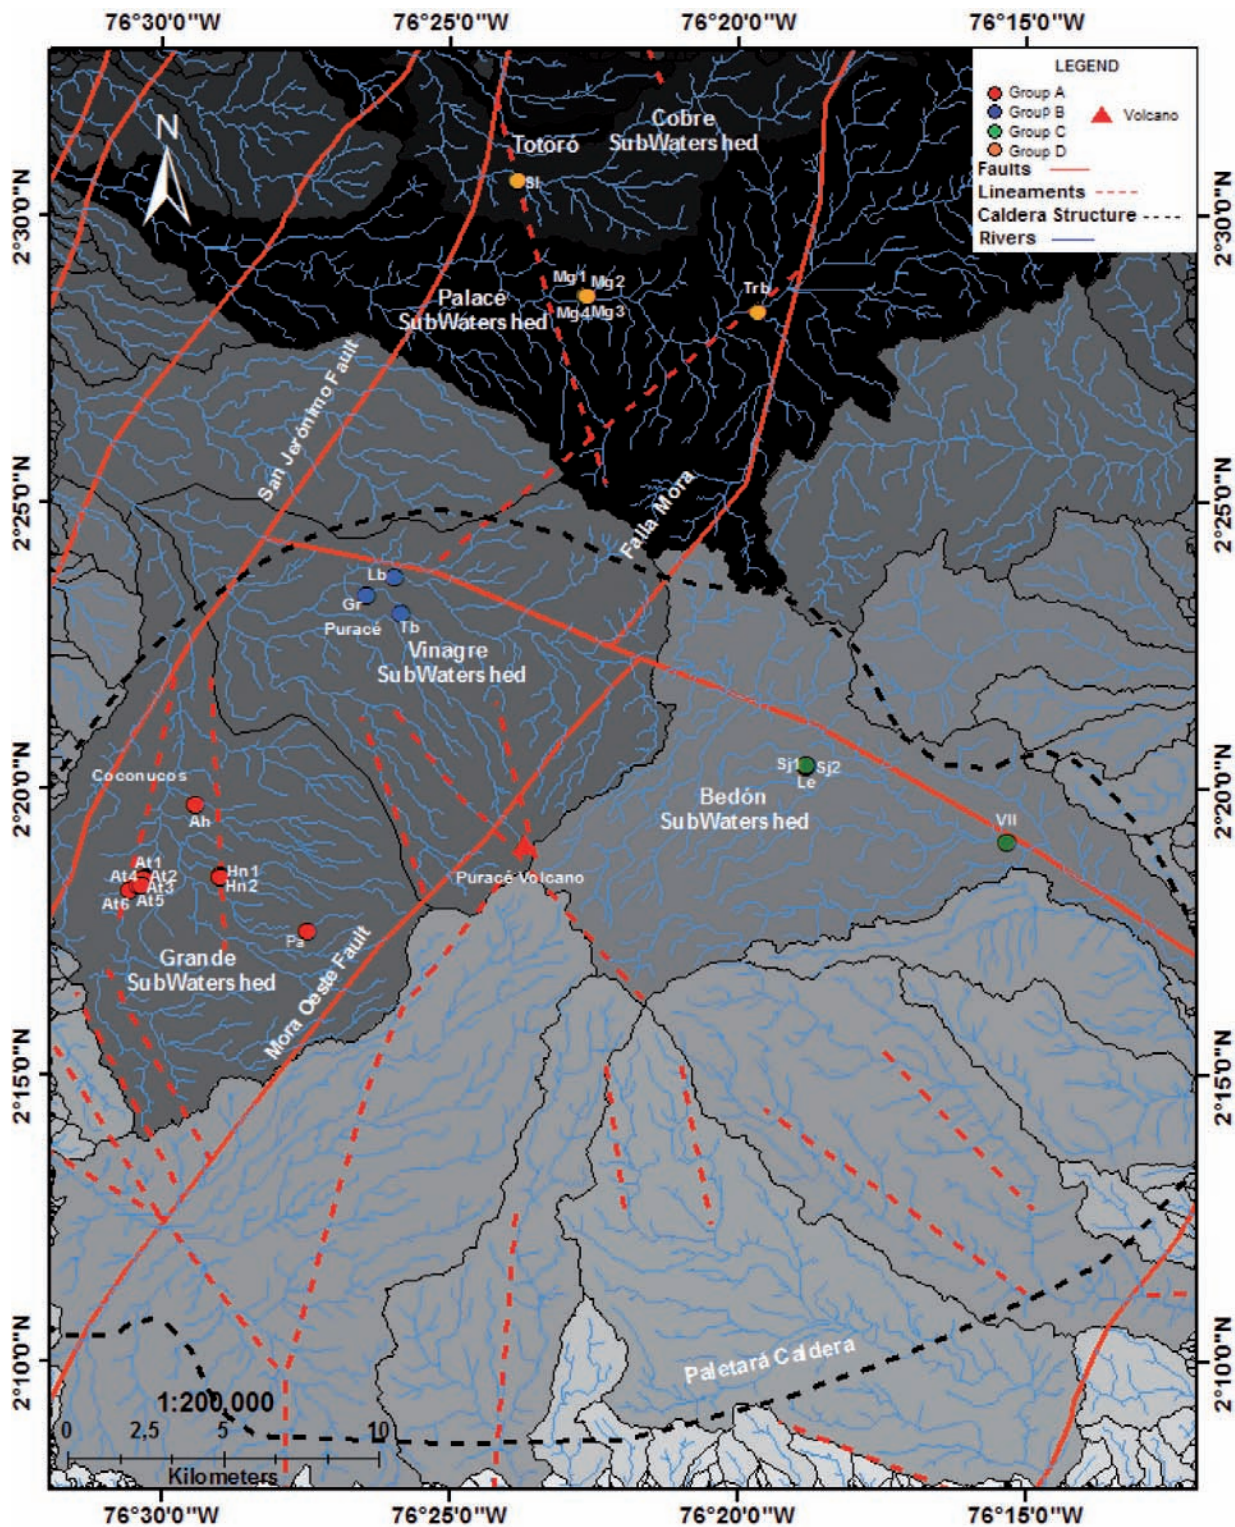 76°30'0"W 76°25'0"W 76°20'0"W 76°15'0"W
LEGEND
Group A
Group B
Group C
Group D
Volcano
Faults
Lineaments
Caldera Structure
Rivers
N
Cobre
SubWatershed
Totoró
Sl
2°30'0"N
2°30'0"N
Mg1 Mg2
Mg4 Mg3
Trb
Palacé
SubWatershed
San Jerónimo Fault
Falla Mora
2°25'0"N
2°25'0"N
Lb
Gr
Puracé
Tb
Vinagre
SubWatershed
Coconucos
Ah
Sj1 Sj2
Le
Bedón
SubWatershed
2°20'0"N
2°20'0"N
Vll
At1
At4 At2
At3
At6 At5
Hn1
Hn2
Puracé Volcano
Pa
Grande
SubWatershed
Mora Oeste Fault
2°15'0"N
2°15'0"N
Paletará Caldera
2°10'0"N
2°10'0"N
1:200,000
0 2,5 5 10
Kilometers
76°30'0"W 76°25'0"W 76°20'0"W 76°15'0"W